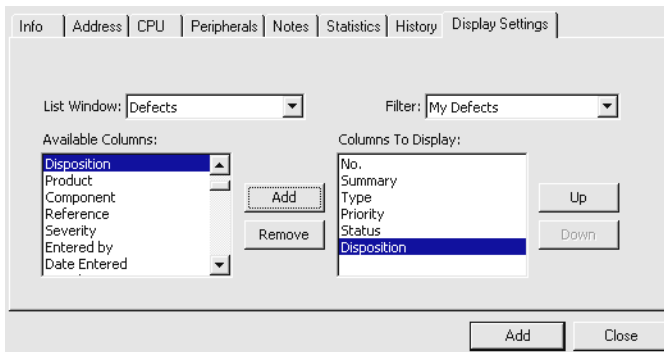 Info Address CPU Peripherals Notes Statistics History Display Settings
List Window: Defects Filter: My Defects
Available Columns: Columns To Display:
Disposition
Product
Component
Reference
Severity
Entered by
Date Entered
Add
Remove
No.
Summary
Type
Priority
Status
Disposition
Up
Down
Add Close